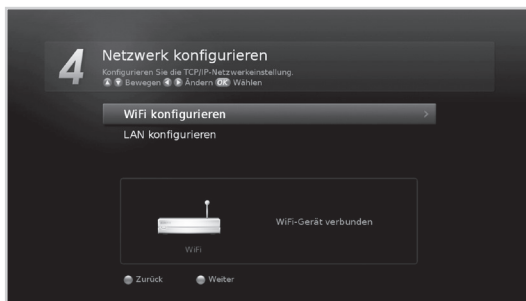 4
Netzwerk konfigurieren
Konfigurieren Sie die TCP/IP-Netzwerkeinstellung.
Bewegen Ändern OK Wählen
WiFi konfigurieren
LAN konfigurieren
WiFi-Gerät verbunden
WiFi
Zurück Weiter